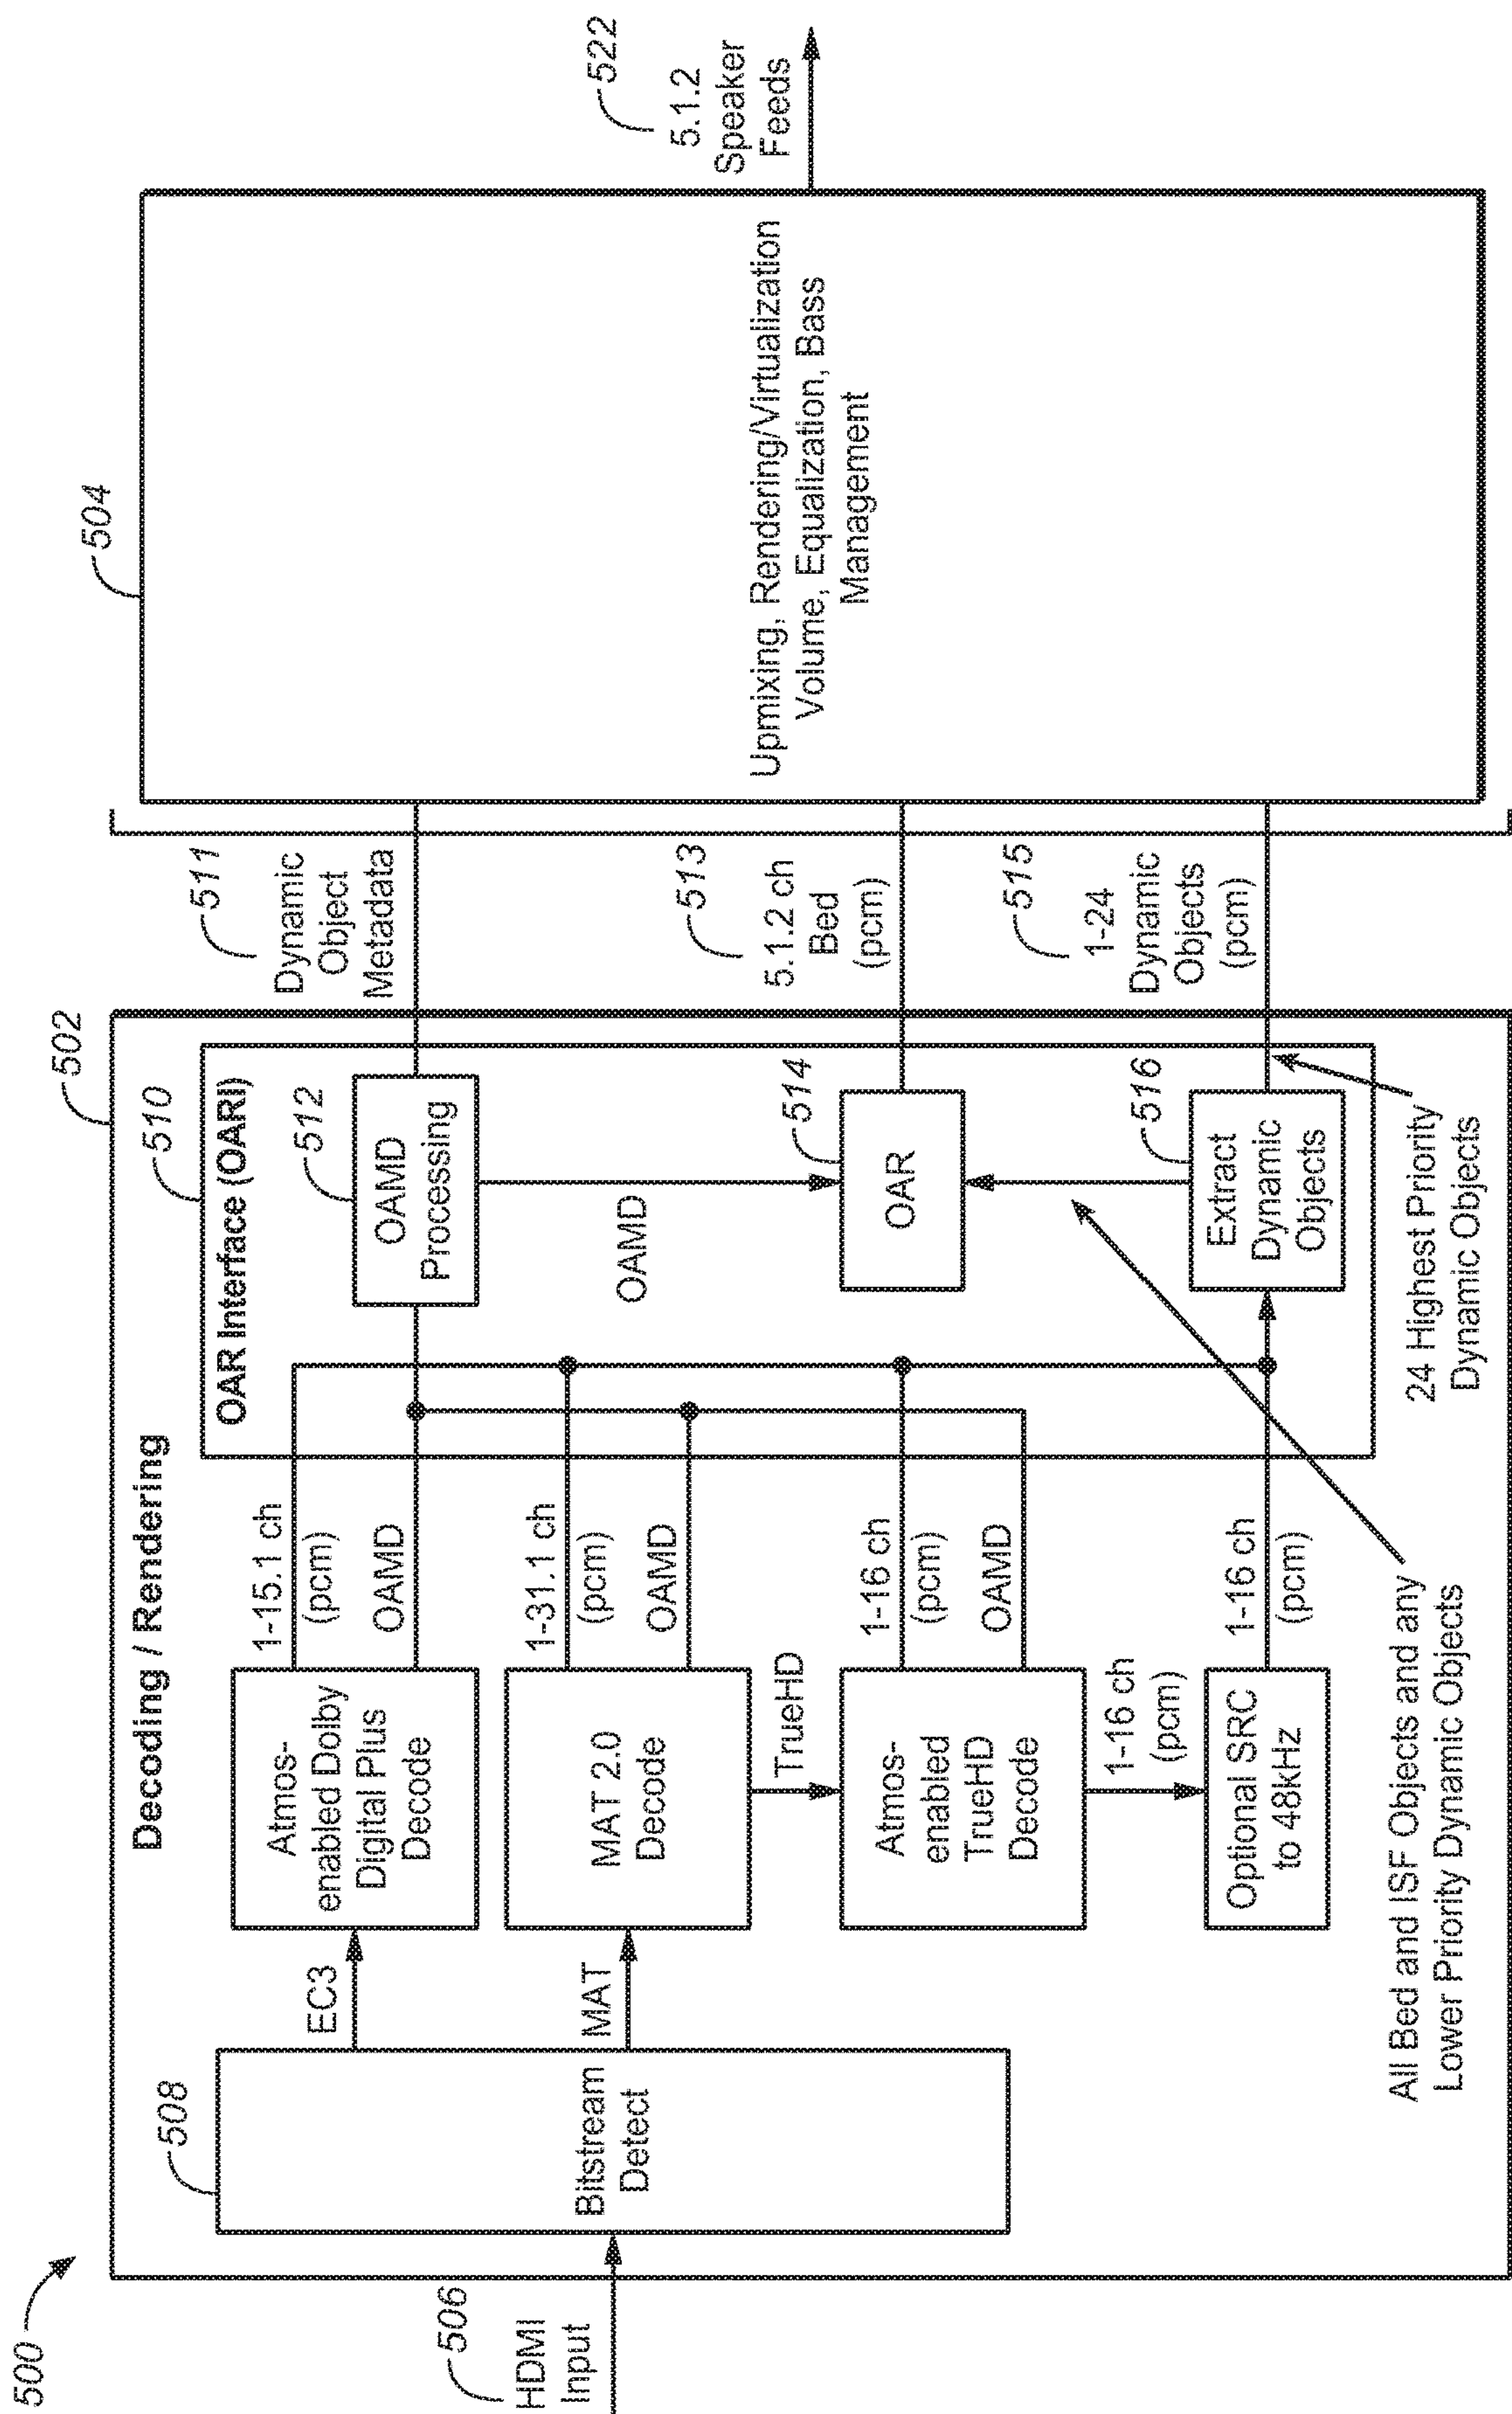 500
506
HDMI
Input
508
Bitstream
Detect
EC3
MAT
502
Decoding / Rendering
Atmos-
enabled Dolby
Digital Plus
Decode
MAT 2.0
Decode
TrueHD
Atmos-
enabled
TrueHD
Decode
1-16 ch
(pcm)
Optional SRC
to 48kHz
1-15.1 ch
(pcm)
OAMD
1-31.1 ch
(pcm)
OAMD
1-16 ch
(pcm)
OAMD
1-16 ch
(pcm)
510
OAR Interface (OARI)
512
OAMD
Processing
OAMD
514
OAR
516
Extract
Dynamic
Objects
All Bed and ISF Objects and any
Lower Priority Dynamic Objects
24 Highest Priority
Dynamic Objects
511
Dynamic
Object
Metadata
513
5.1.2 ch
Bed
(pcm)
515
1-24
Dynamic
Objects
(pcm)
504
Upmixing, Rendering/Virtualization
Volume, Equalization, Bass
Management
522
5.1.2
Speaker
Feeds